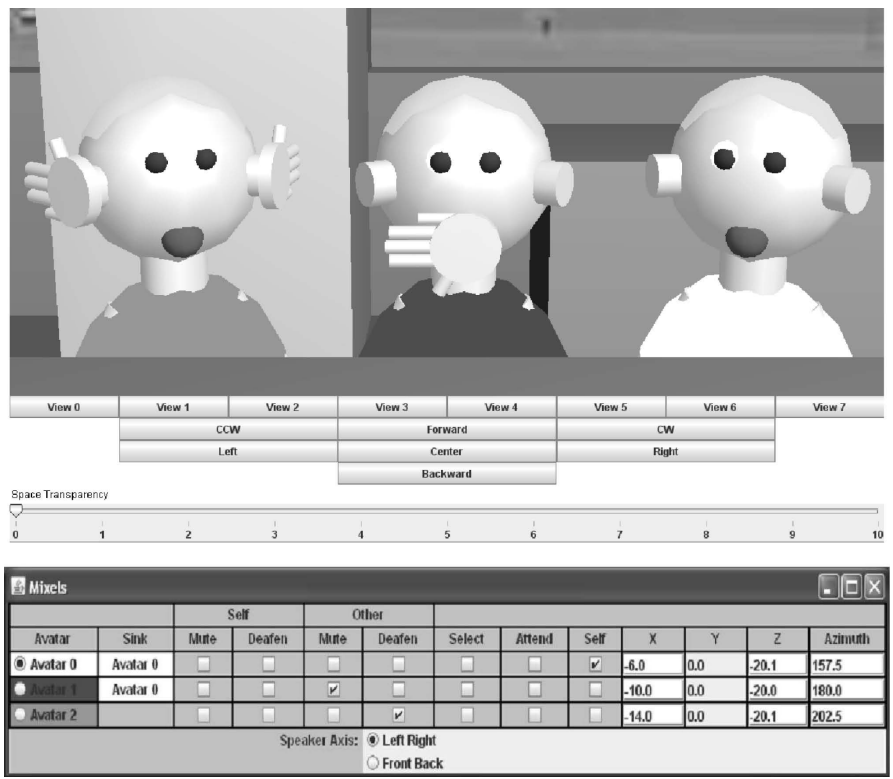 View 0 View 1 View 2 View 3 View 4 View 5 View 6 View 7
CCW Forward CW
Left Center Right
Backward
Space Transparency
0 1 2 3 4 5 6 7 8 9 10
Mixels
Self Other
Avatar Sink Mute Deafen Mute Deafen Select Attend Self X Y Z Azimuth
Avatar 0 Avatar 0 -6.0 0.0 -20.1 157.5
Avatar 1 Avatar 0 -10.0 0.0 -20.0 180.0
Avatar 2 -14.0 0.0 -20.1 202.5
Speaker Axis: Left Right
Front Back